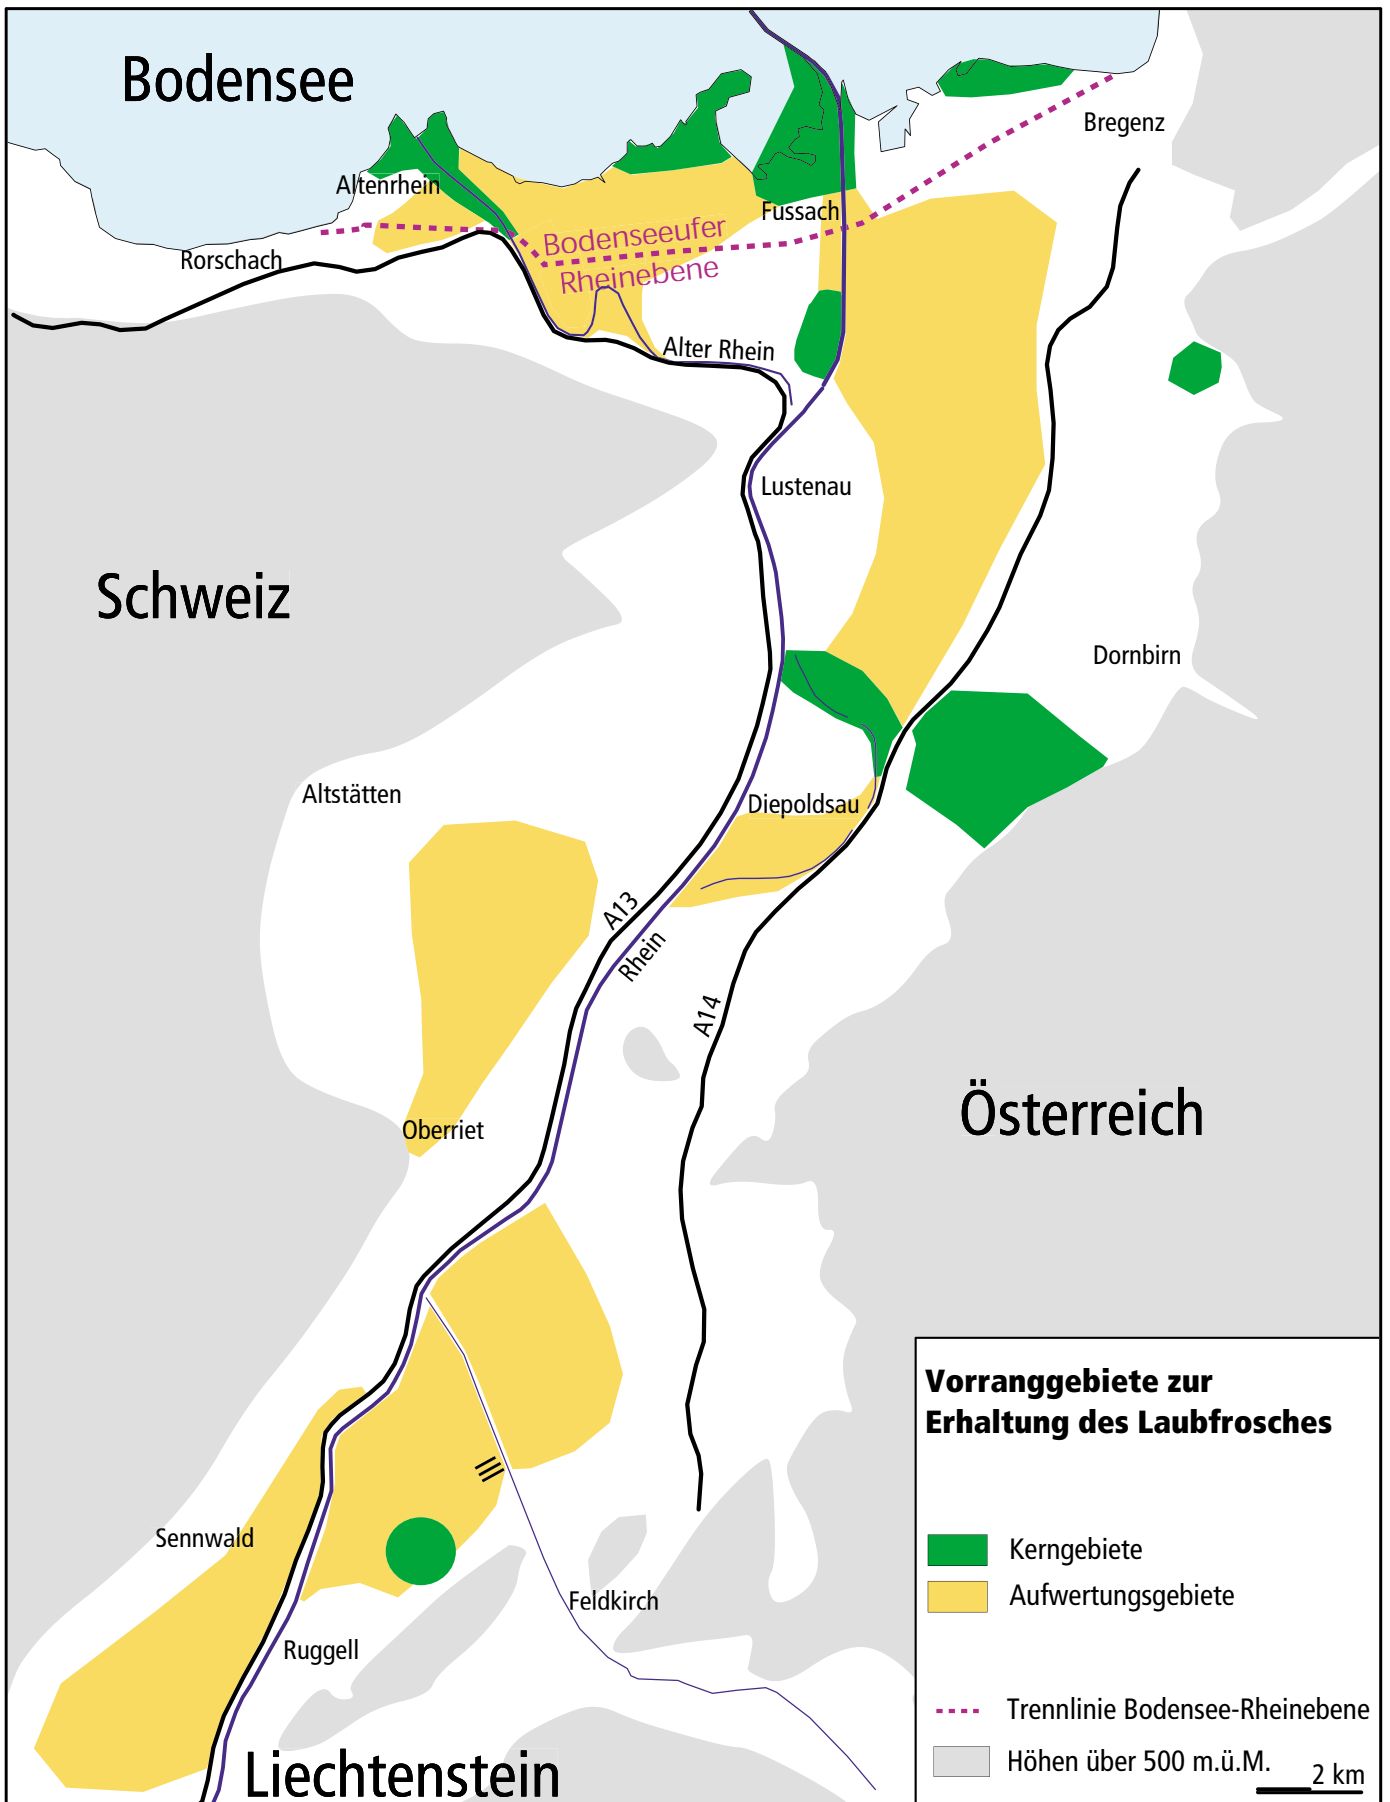 Bodensee
Bregenz
Altenrhein
Fussach
Bodenseeufer
Rorschach
Rheinebene
Alter Rhein
Lustenau
Schweiz
Dornbirn
Altstätten
Diepoldsau
A13
Rhein
A14
Österreich
Oberriet
Vorranggebiete zur
Erhaltung des Laubfrosches
Sennwald
Kerngebiete
Aufwertungsgebiete
Feldkirch
Ruggell
Trennlinie Bodensee-Rheinebene
Höhen über 500 m.ü.M.
2 km
Liechtenstein